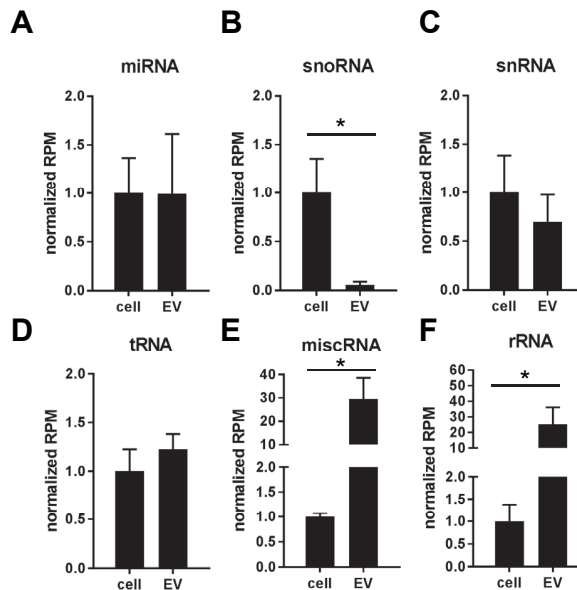 A
B
C
miRNA
snoRNA
snRNA
normalized RPM
2.0
1.5
1.0
0.5
0.0
cell EV
normalized RPM
2.0
1.5
1.0
0.5
0.0
*
cell EV
normalized RPM
2.0
1.5
1.0
0.5
0.0
cell EV
D
E
F
tRNA
miscRNA
rRNA
normalized RPM
2.0
1.5
1.0
0.5
0.0
cell EV
normalized RPM
40
30
20
10
2.0
1.5
1.0
0.5
0.0
*
cell EV
normalized RPM
60
50
40
30
20
10
2.0
1.5
1.0
0.5
0.0
*
cell EV